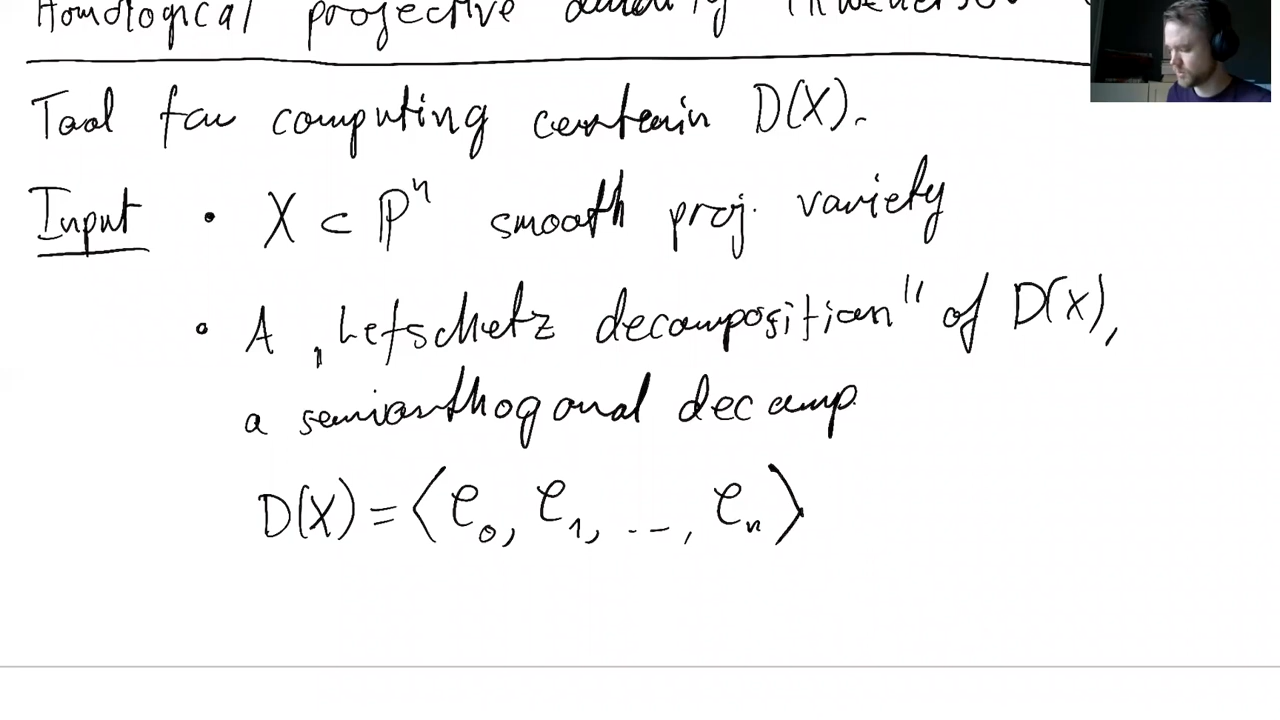 Homological projective duality (Kuznetsov
Tool for computing certain D(X).
Input • X ⊂ ℙⁿ smooth proj. variety
• A „Lefschetz decomposition" of D(X),
a semiorthogonal decomp.
D(X) = ⟨C₀, C₁, ..., Cₙ⟩